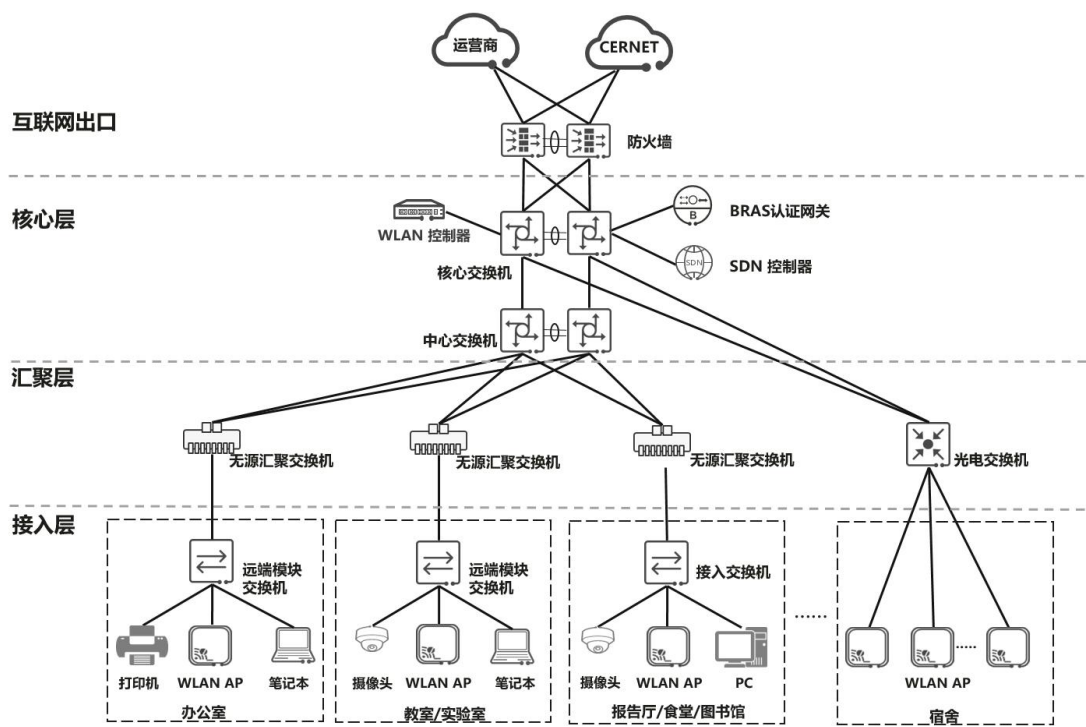 运营商
CERNET
互联网出口
防火墙
核心层
WLAN 控制器
B
BRAS认证网关
核心交换机
SDN
SDN 控制器
中心交换机
汇聚层
无源汇聚交换机
无源汇聚交换机
无源汇聚交换机
光电交换机
接入层
远端模块
交换机
远端模块
交换机
接入交换机
......
打印机
WLAN AP
笔记本
摄像头
WLAN AP
笔记本
摄像头
WLAN AP
PC
.....
WLAN AP
办公室
教室/实验室
报告厅/食堂/图书馆
宿舍